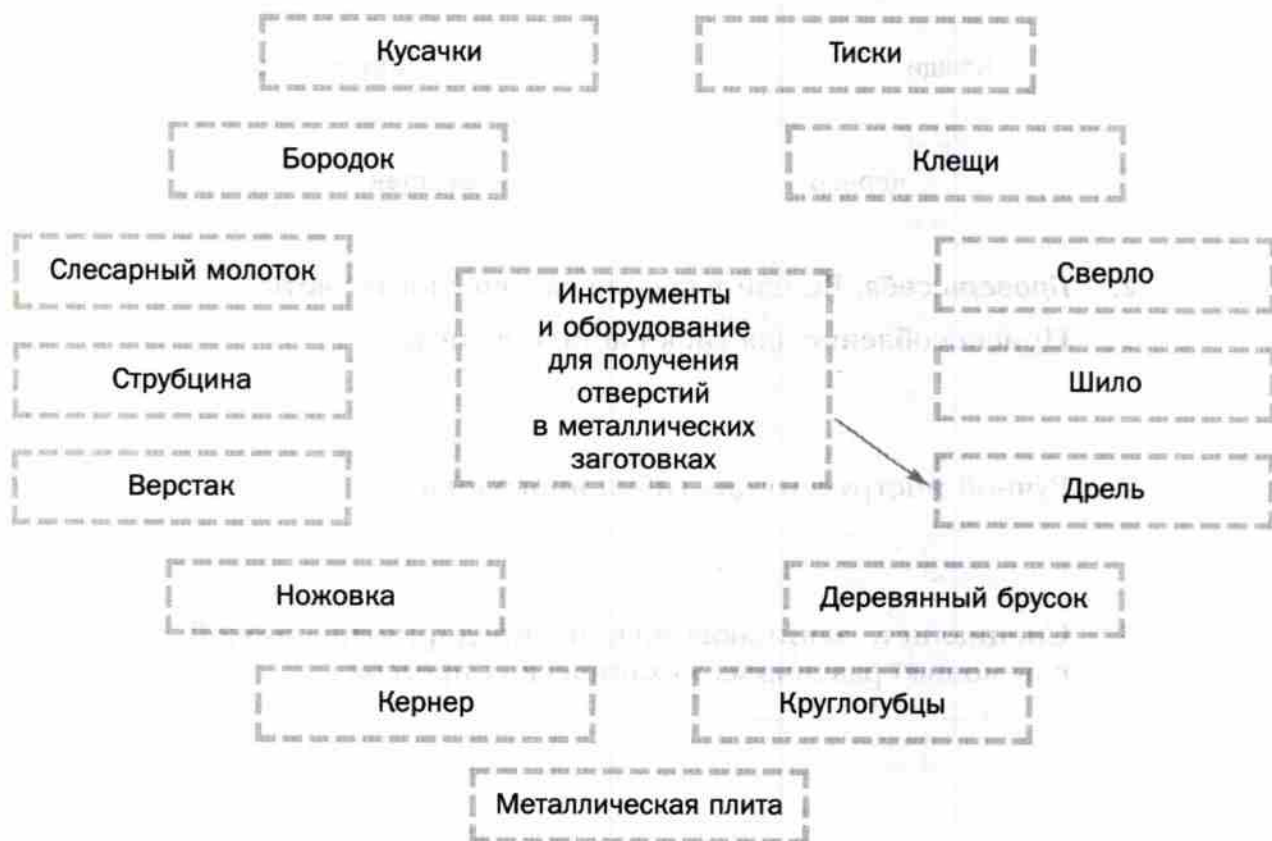 Кусачки
Тиски
Бородок
Клещи
Слесарный молоток
Сверло
Инструменты
и оборудование
для получения
отверстий
в металлических
заготовках
Струбцина
Шило
Верстак
Дрель
Ножовка
Деревянный брусок
Кернер
Круглогубцы
Металлическая плита